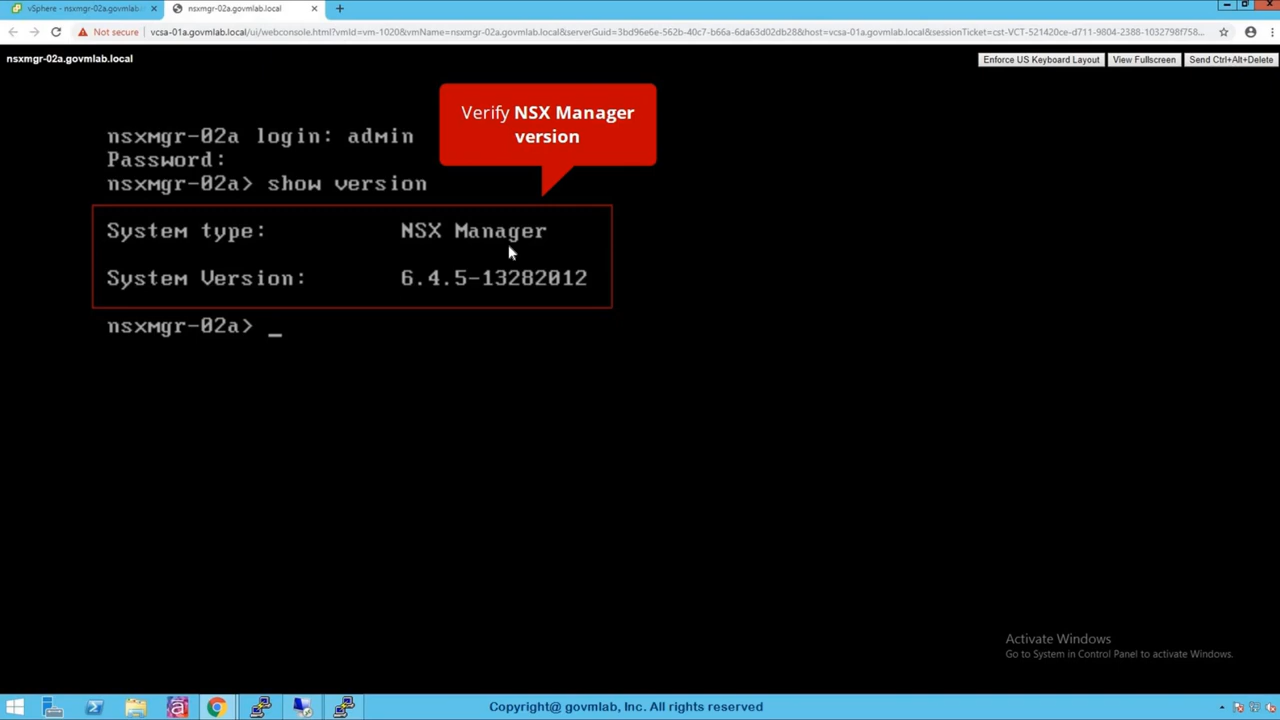 vSphere - nsxmgr-02a.govmlab.local
nsxmgr-02a.govmlab.local
Not secure
vcsa-01a.govmlab.local/ui/webconsole.html?vmId=vm-1020&vmName=nsxmgr-02a.govmlab.local&serverGuid=3bd96e6e-562b-40c7-b66a-6da63d02db28&host=vcsa-01a.govmlab.local&sessionTicket=cst-VCT-521420ce-d711-9804-2388-1032798f758...
nsxmgr-02a.govmlab.local
Enforce US Keyboard Layout
View Fullscreen
Send Ctrl+Alt+Delete
Verify NSX Manager
version
nsxmgr-02a login: admin
Password:
nsxmgr-02a> show version
System type: NSX Manager
System Version: 6.4.5-13282012
nsxmgr-02a> _
Activate Windows
Go to System in Control Panel to activate Windows.
Copyright@ govmlab, Inc. All rights reserved